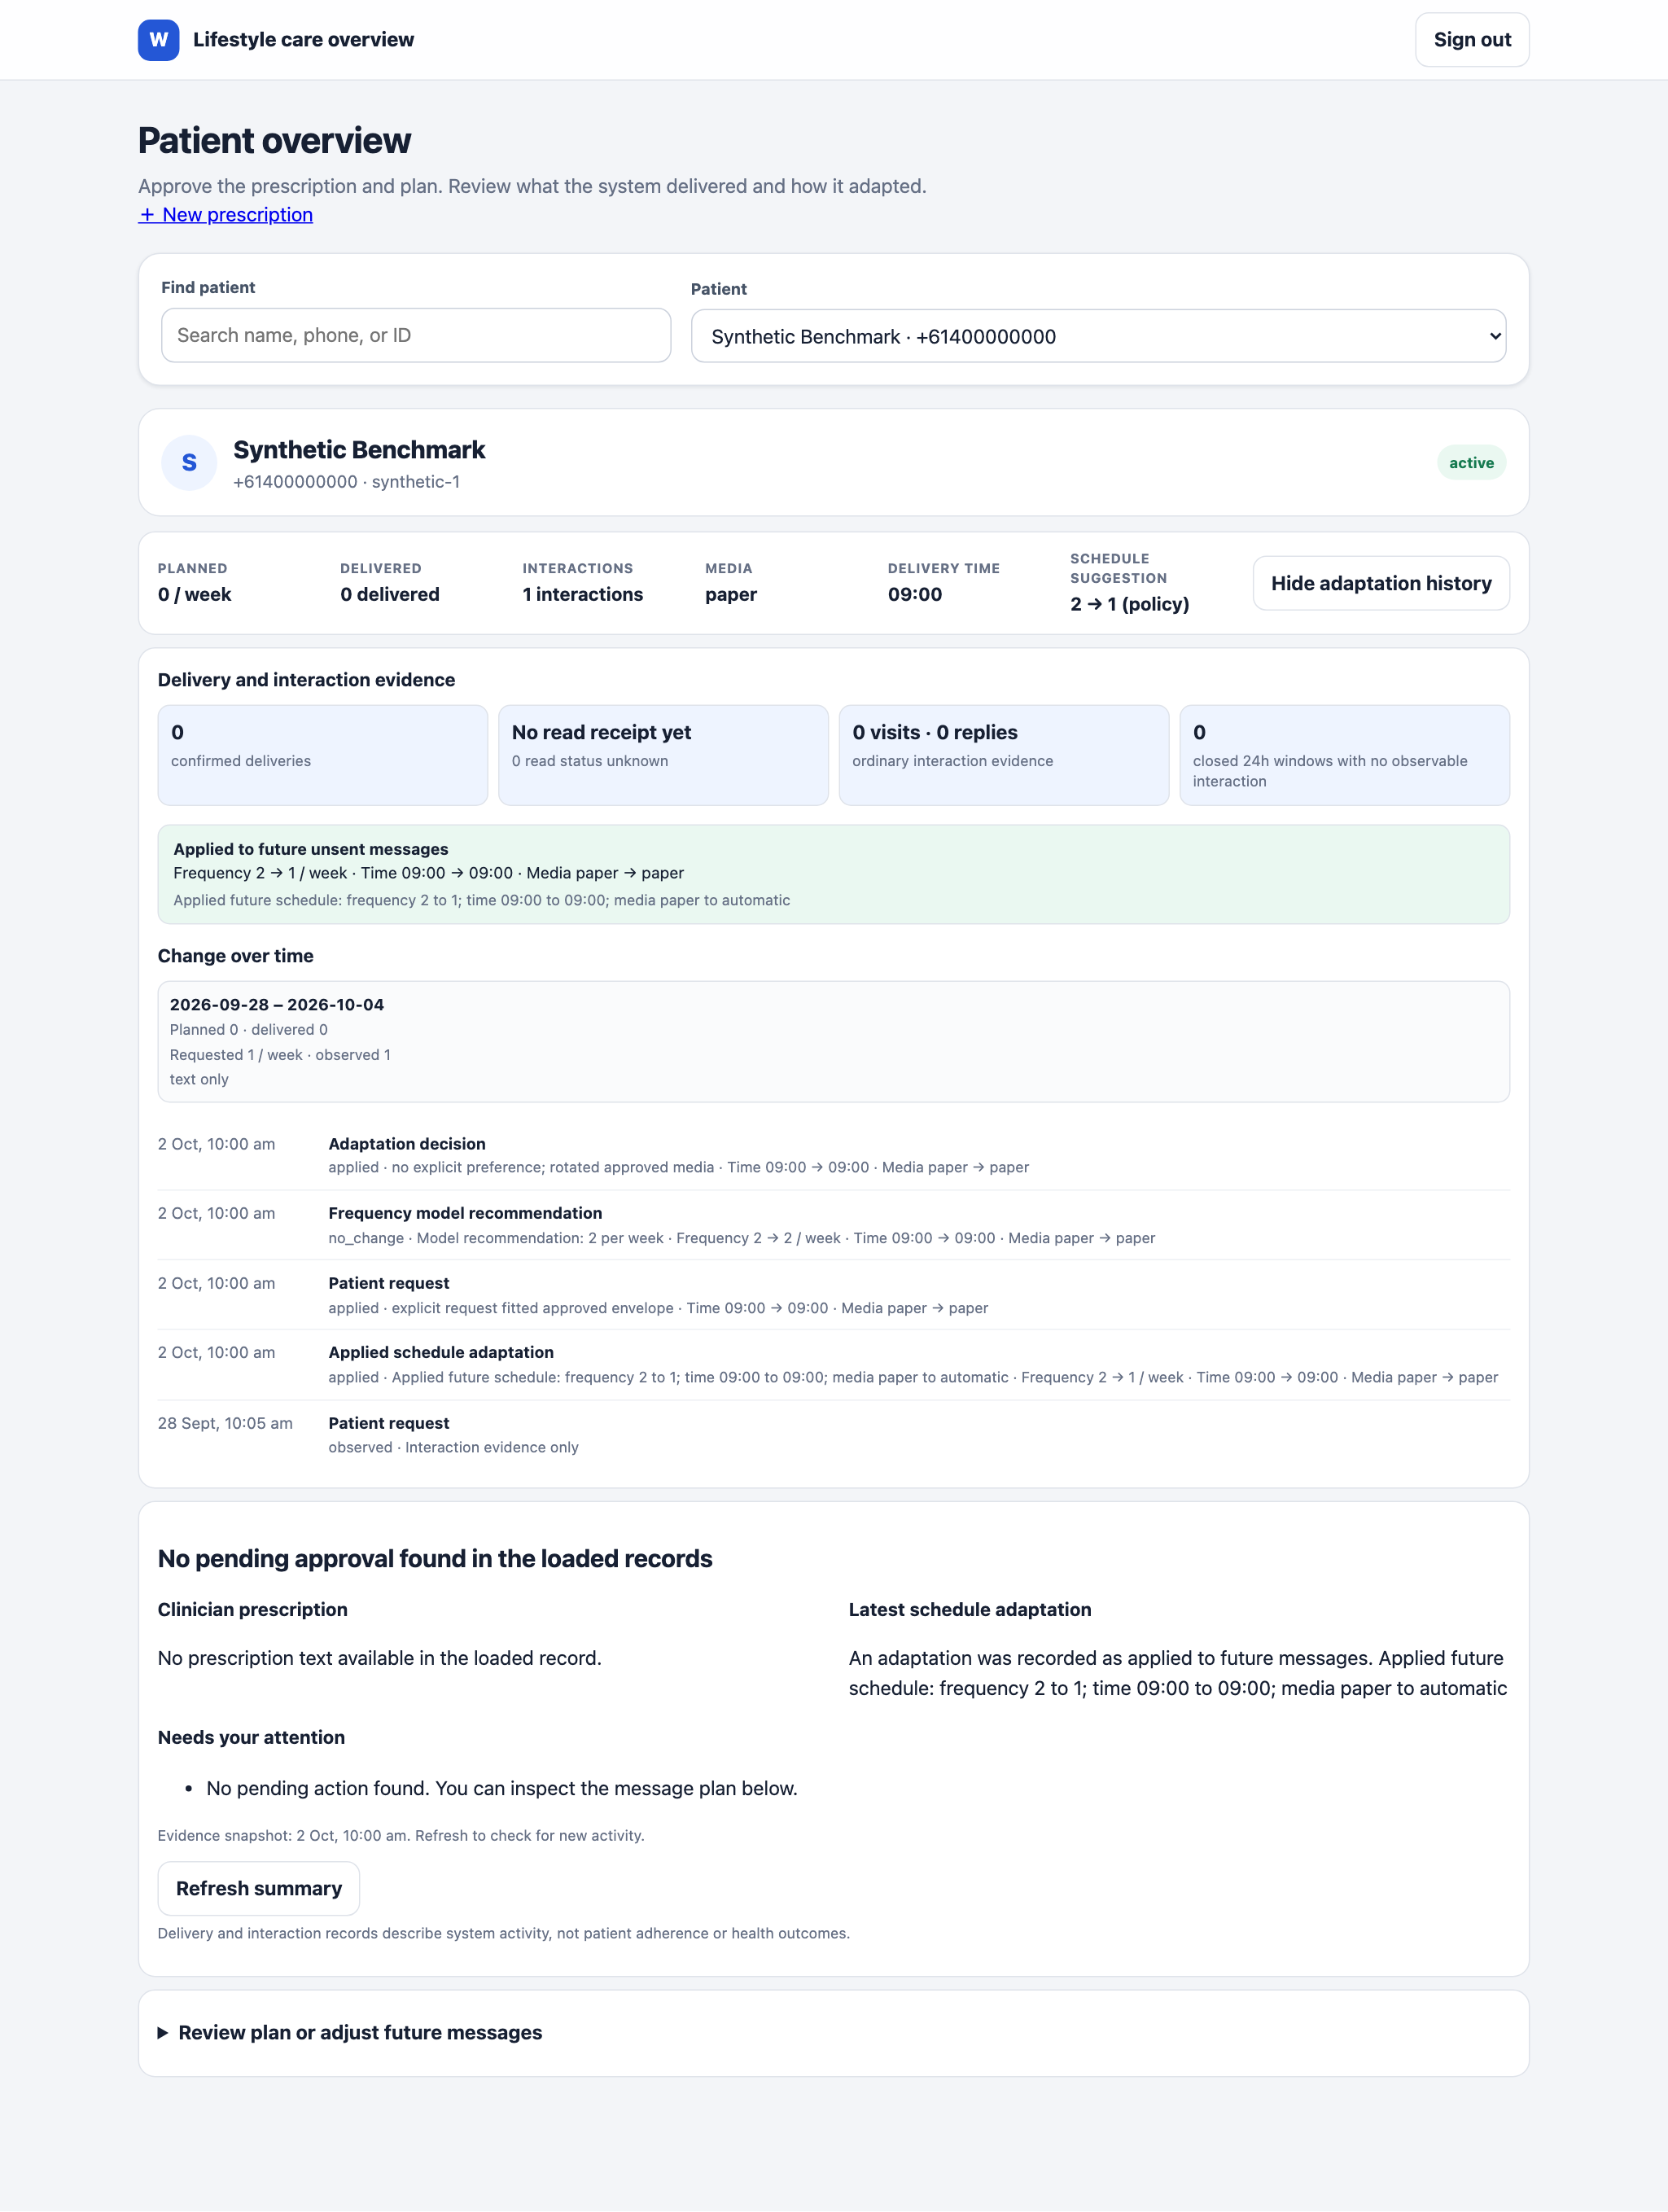 W Lifestyle care overview
Sign out
Patient overview
Approve the prescription and plan. Review what the system delivered and how it adapted.
+ New prescription
Find patient
Search name, phone, or ID
Patient
Synthetic Benchmark · +61400000000
S
Synthetic Benchmark
+61400000000 · synthetic-1
active
PLANNED
0 / week
DELIVERED
0 delivered
INTERACTIONS
1 interactions
MEDIA
paper
DELIVERY TIME
09:00
SCHEDULE
SUGGESTION
2 → 1 (policy)
Hide adaptation history
Delivery and interaction evidence
0
confirmed deliveries
No read receipt yet
0 read status unknown
0 visits · 0 replies
ordinary interaction evidence
0
closed 24h windows with no observable
interaction
Applied to future unsent messages
Frequency 2 → 1 / week · Time 09:00 → 09:00 · Media paper → paper
Applied future schedule: frequency 2 to 1; time 09:00 to 09:00; media paper to automatic
Change over time
2026-09-28 – 2026-10-04
Planned 0 · delivered 0
Requested 1 / week · observed 1
text only
2 Oct, 10:00 am
Adaptation decision
applied · no explicit preference; rotated approved media · Time 09:00 → 09:00 · Media paper → paper
2 Oct, 10:00 am
Frequency model recommendation
no_change · Model recommendation: 2 per week · Frequency 2 → 2 / week · Time 09:00 → 09:00 · Media paper → paper
2 Oct, 10:00 am
Patient request
applied · explicit request fitted approved envelope · Time 09:00 → 09:00 · Media paper → paper
2 Oct, 10:00 am
Applied schedule adaptation
applied · Applied future schedule: frequency 2 to 1; time 09:00 to 09:00; media paper to automatic · Frequency 2 → 1 / week · Time 09:00 → 09:00 · Media paper → paper
28 Sept, 10:05 am
Patient request
observed · Interaction evidence only
No pending approval found in the loaded records
Clinician prescription
No prescription text available in the loaded record.
Latest schedule adaptation
An adaptation was recorded as applied to future messages. Applied future
schedule: frequency 2 to 1; time 09:00 to 09:00; media paper to automatic
Needs your attention
• No pending action found. You can inspect the message plan below.
Evidence snapshot: 2 Oct, 10:00 am. Refresh to check for new activity.
Refresh summary
Delivery and interaction records describe system activity, not patient adherence or health outcomes.
▶ Review plan or adjust future messages